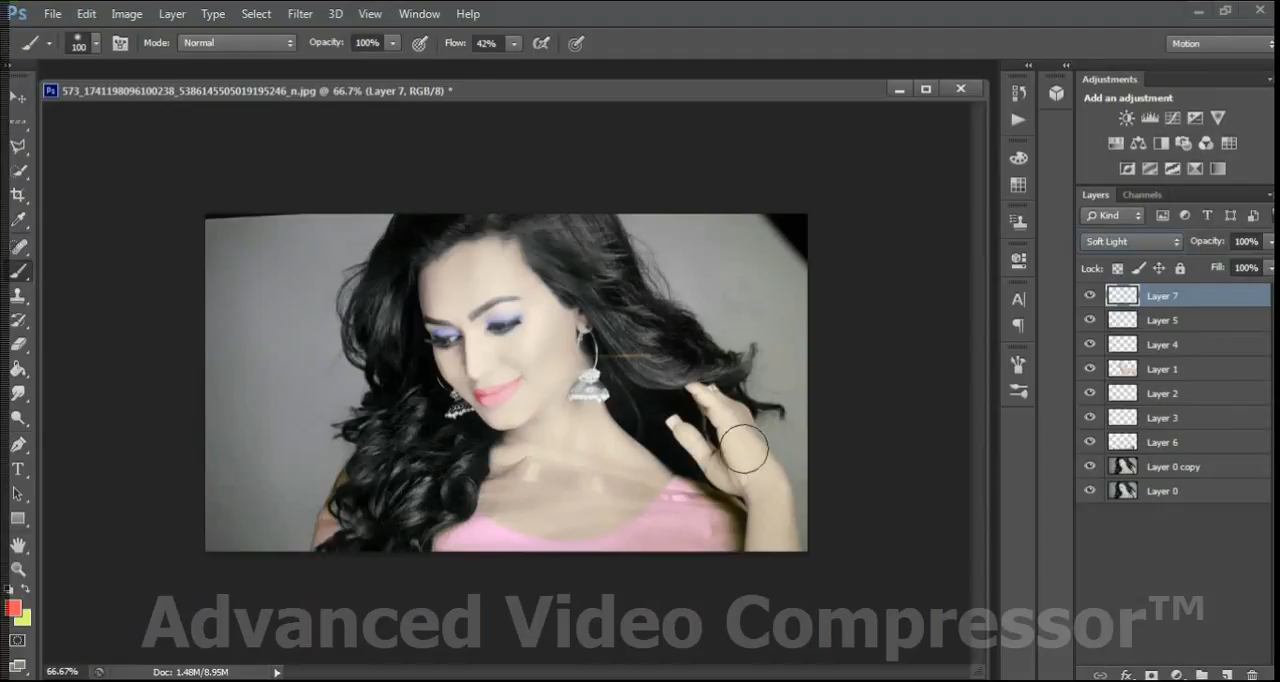 Ps File Edit Image Layer Type Select Filter 3D View Window Help
100 Mode: Normal Opacity: 100% Flow: 42% Motion
Ps 573_1741198096100238_5386145505019195246_n.jpg @ 66.7% (Layer 7, RGB/8) *
Adjustments
Add an adjustment
Layers Channels
Kind T
Soft Light Opacity: 100%
Lock: Fill: 100%
Layer 7
Layer 5
Layer 4
Layer 1
Layer 2
Layer 3
Layer 6
Layer 0 copy
Layer 0
A
T
Advanced Video Compressor™
66.67% Doc: 1.48M/8.95M
fx